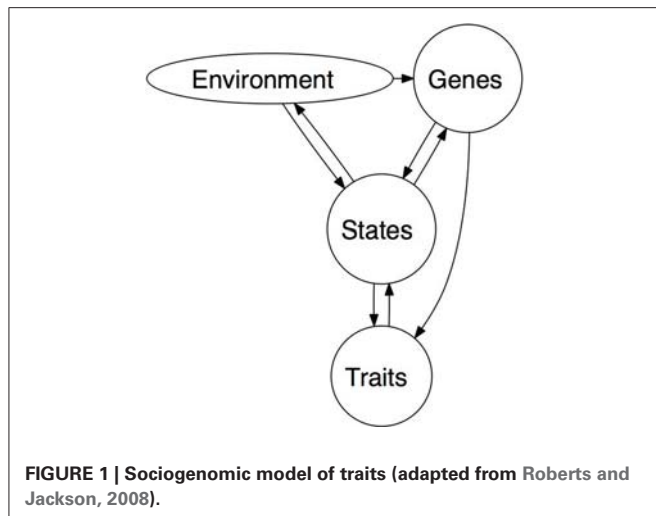 Environment
Genes
States
Traits
FIGURE 1 | Sociogenomic model of traits (adapted from Roberts and
Jackson, 2008).